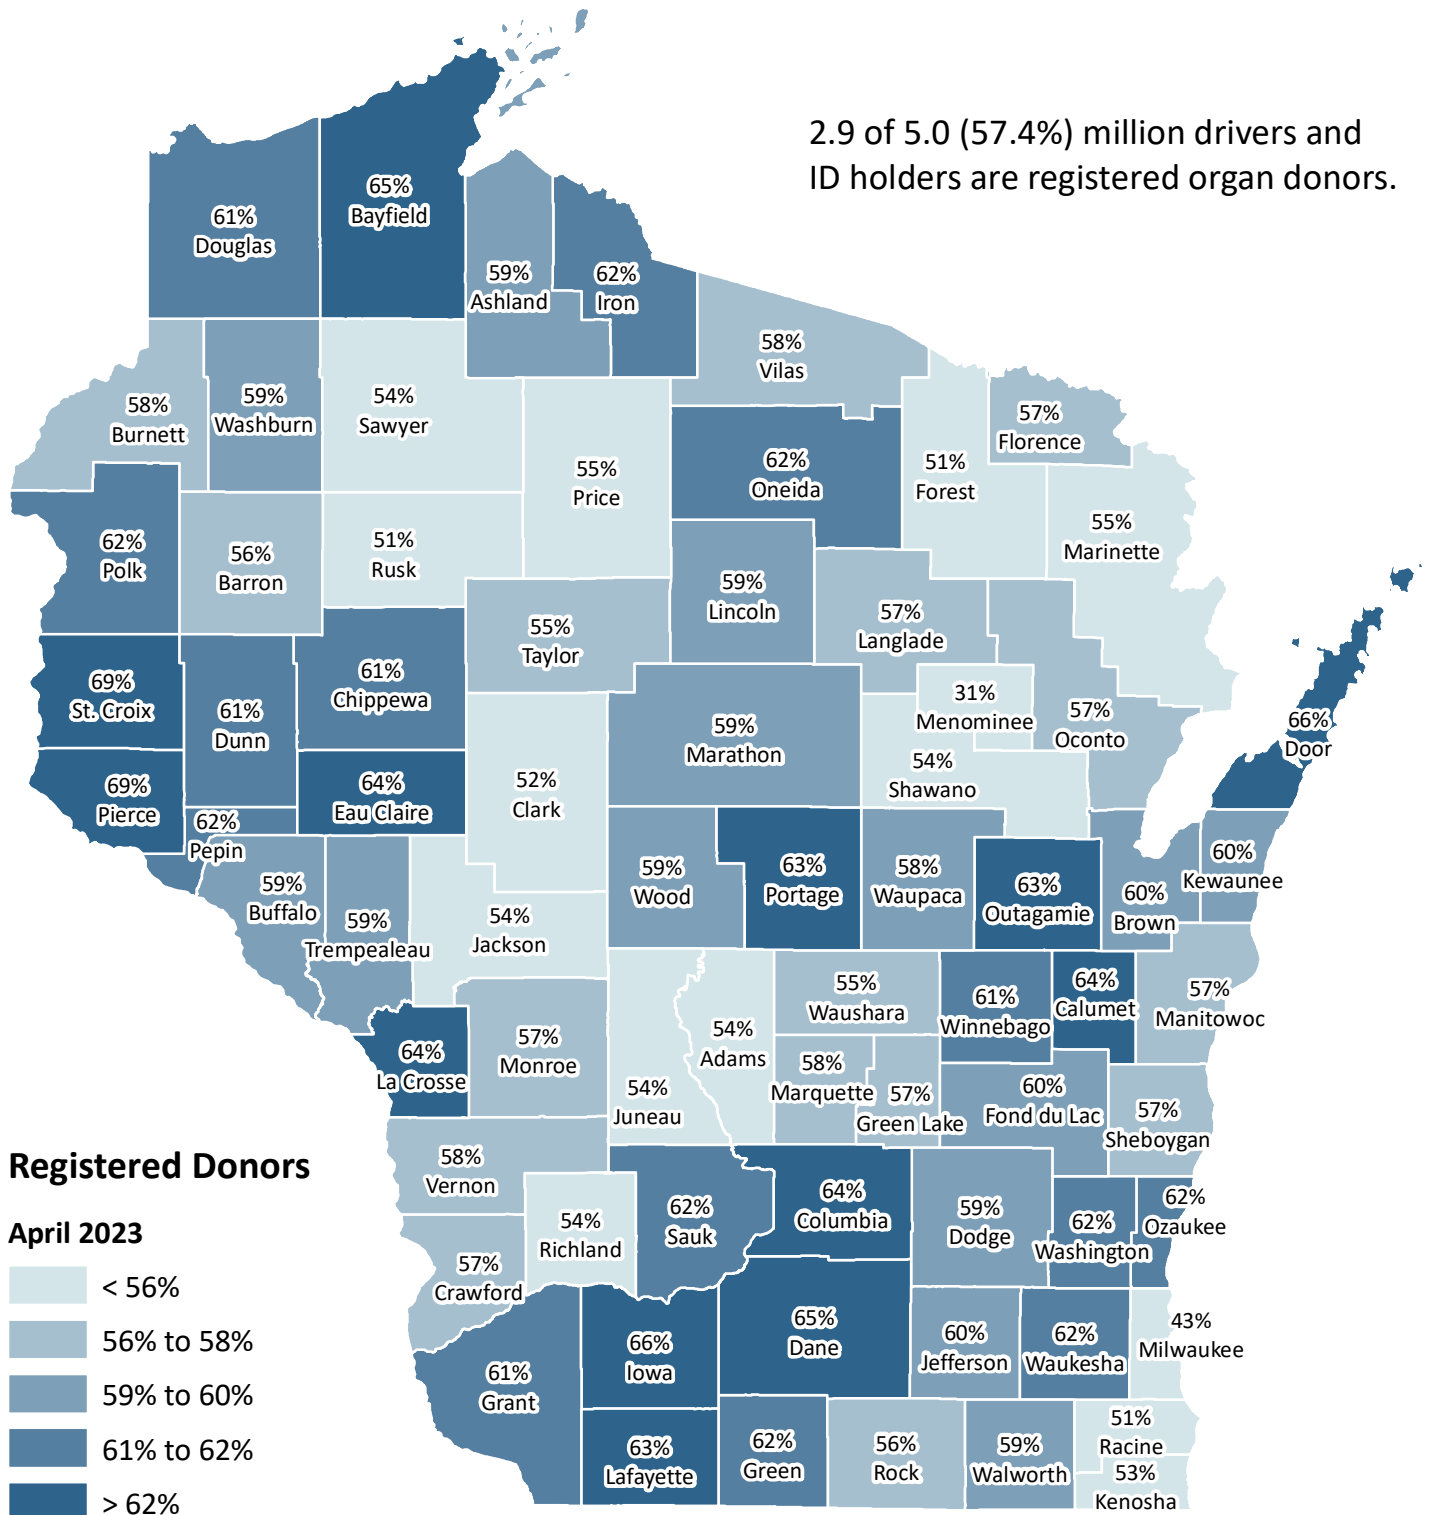 2.9 of 5.0 (57.4%) million drivers and
ID holders are registered organ donors.
65%
Bayfield
61%
Douglas
59%
Ashland
62%
Iron
58%
Vilas
58%
Burnett
59%
Washburn
54%
Sawyer
55%
Price
62%
Oneida
51%
Forest
57%
Florence
55%
Marinette
62%
Polk
56%
Barron
51%
Rusk
55%
Taylor
59%
Lincoln
57%
Langlade
69%
St. Croix
61%
Dunn
61%
Chippewa
59%
Marathon
31%
Menominee
57%
Oconto
66%
Door
69%
Pierce
64%
Eau Claire
52%
Clark
54%
Shawano
62%
Pepin
59%
Buffalo
59%
Trempealeau
54%
Jackson
59%
Wood
63%
Portage
58%
Waupaca
63%
Outagamie
60%
Brown
60%
Kewaunee
64%
La Crosse
57%
Monroe
54%
Juneau
54%
Adams
55%
Waushara
61%
Winnebago
64%
Calumet
57%
Manitowoc
58%
Marquette
57%
Green Lake
60%
Fond du Lac
57%
Sheboygan
58%
Vernon
54%
Richland
62%
Sauk
64%
Columbia
59%
Dodge
62%
Washington
62%
Ozaukee
57%
Crawford
61%
Grant
66%
Iowa
65%
Dane
60%
Jefferson
62%
Waukesha
43%
Milwaukee
63%
Lafayette
62%
Green
56%
Rock
59%
Walworth
51%
Racine
53%
Kenosha
Registered Donors
April 2023
< 56%
56% to 58%
59% to 60%
61% to 62%
> 62%